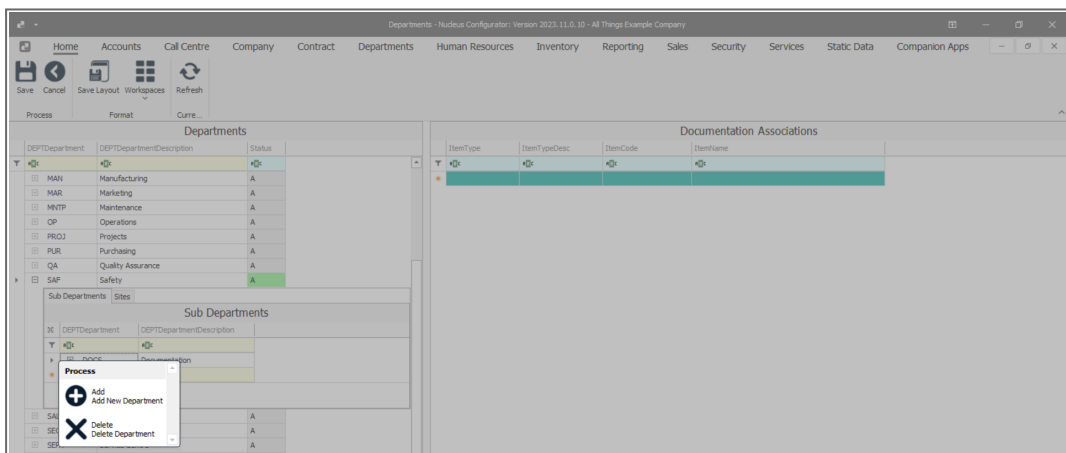 Departments - Nucleus Configurator: Version 2023.11.0.10 - All Things Example Company
Home Accounts Call Centre Company Contract Departments Human Resources Inventory Reporting Sales Security Services Static Data Companion Apps
Save Cancel Save Layout Workspaces Refresh
Process Format Curre...
Departments
DEPTDepartment DEPTDepartmentDescription Status
MAN Manufacturing A
MAR Marketing A
MNTP Maintenance A
OP Operations A
PROJ Projects A
PUR Purchasing A
QA Quality Assurance A
SAF Safety A
Sub Departments Sites
Sub Departments
DEPTDepartment DEPTDepartmentDescription
DOCS Documentation
Process
Add
Add New Department
Delete
Delete Department
A
A
A
Documentation Associations
ItemType ItemTypeDesc ItemCode ItemName